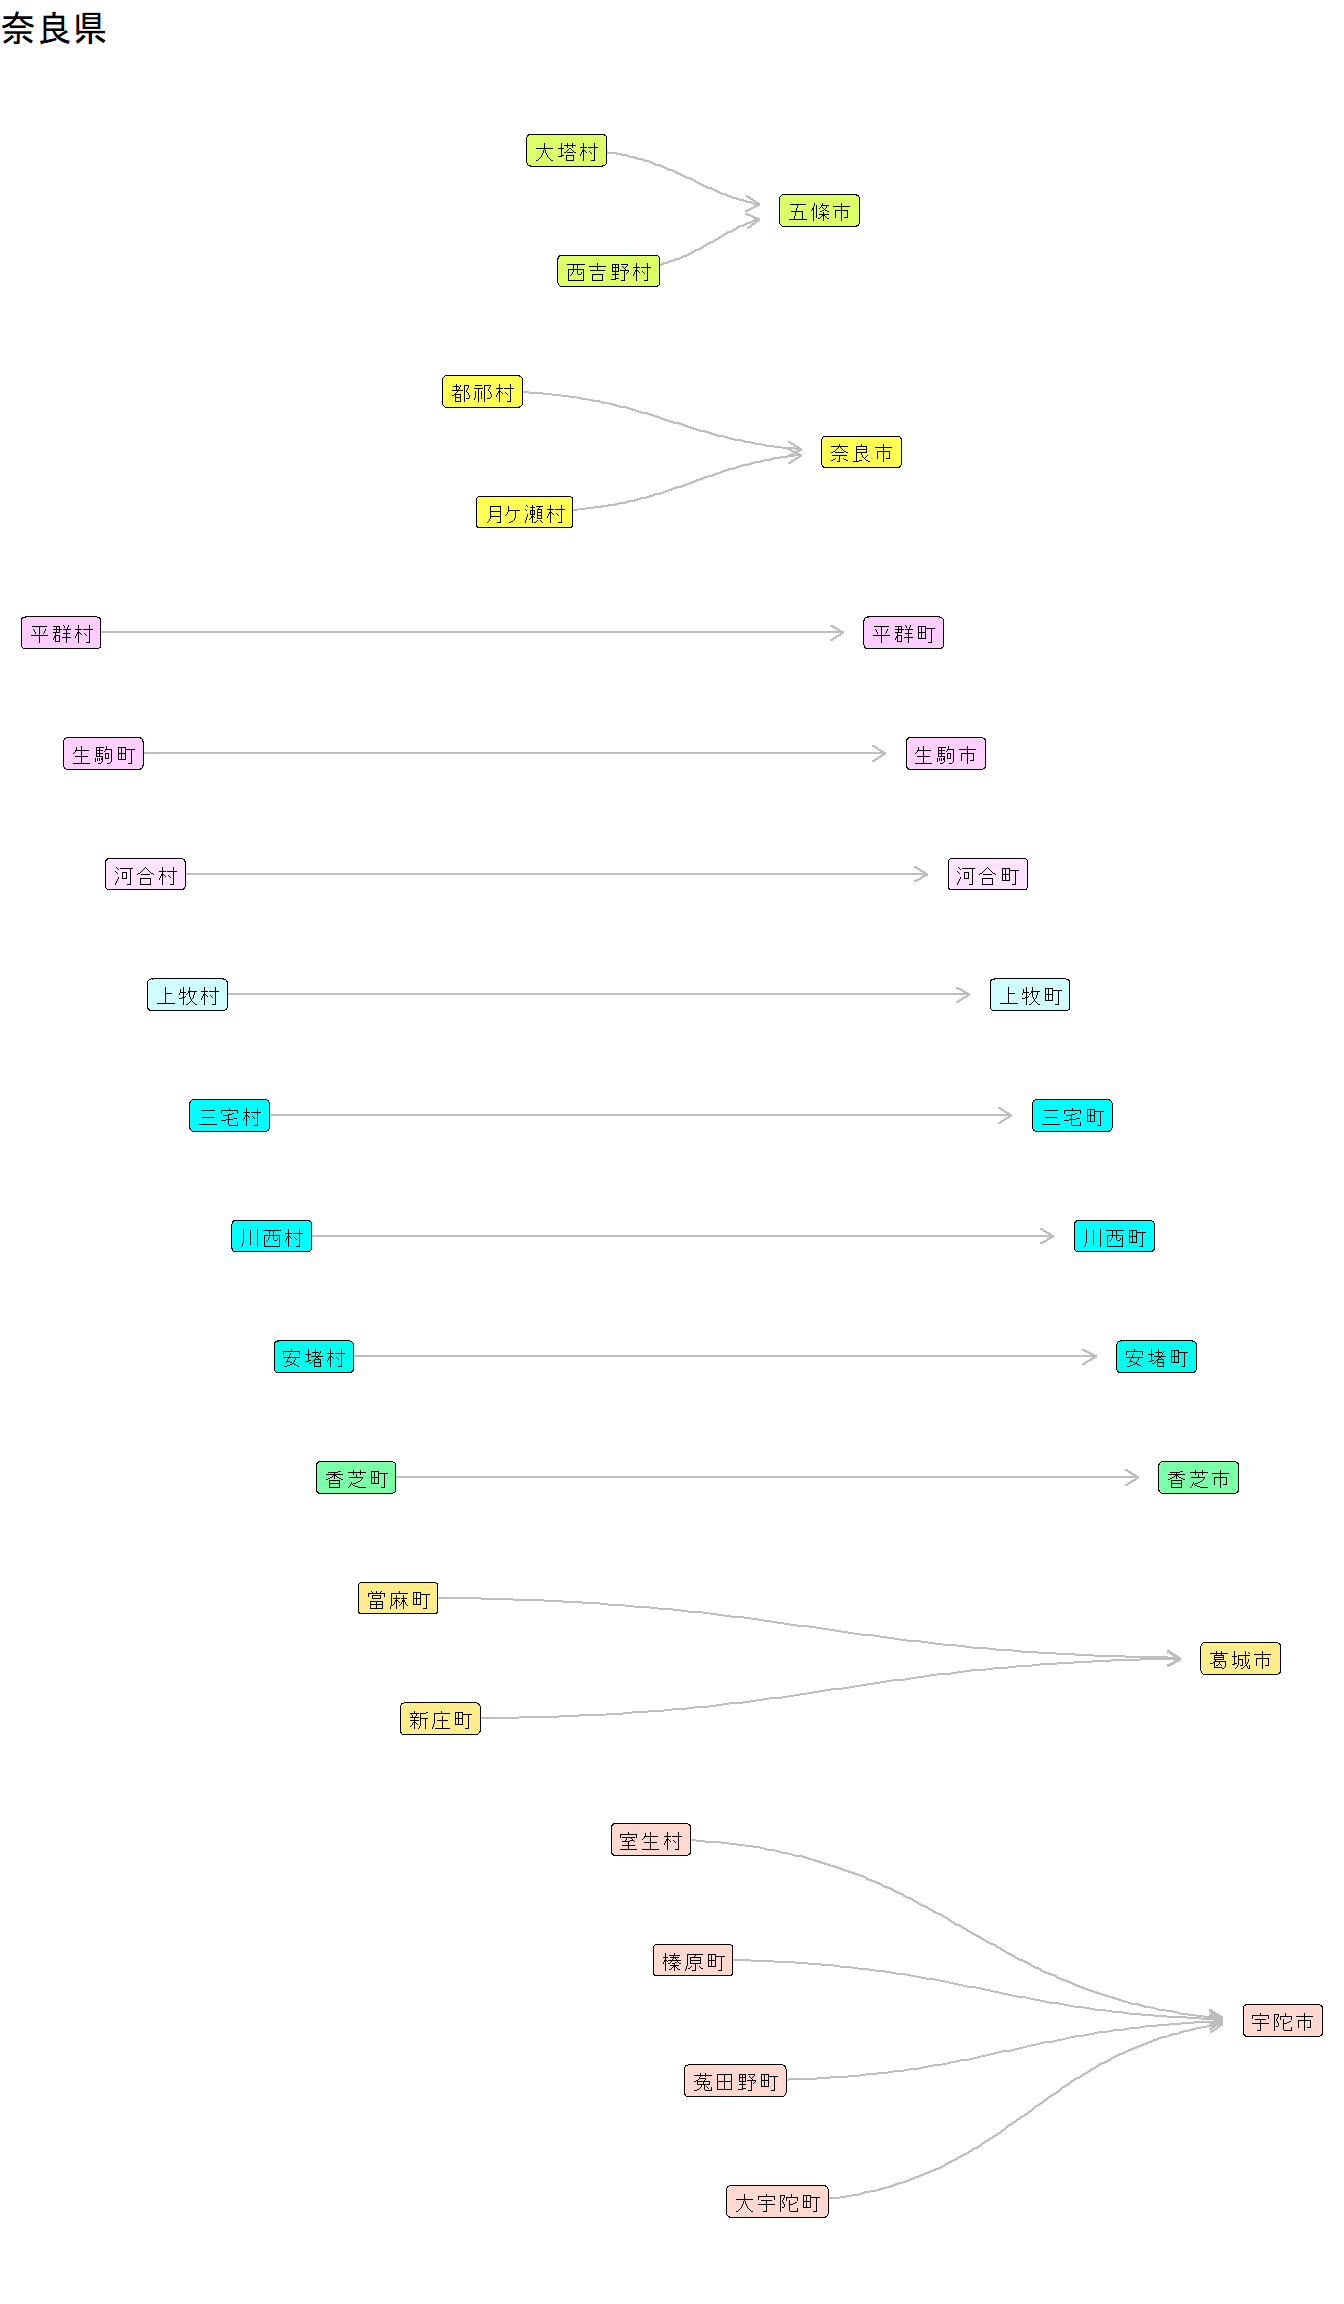 奈良県
大塔村
五條市
西吉野村
都祁村
奈良市
月ケ瀬村
平群村
平群町
生駒町
生駒市
河合村
河合町
上牧村
上牧町
三宅村
三宅町
川西村
川西町
安堵村
安堵町
香芝町
香芝市
當麻町
葛城市
新庄町
室生村
榛原町
宇陀市
菟田野町
大宇陀町